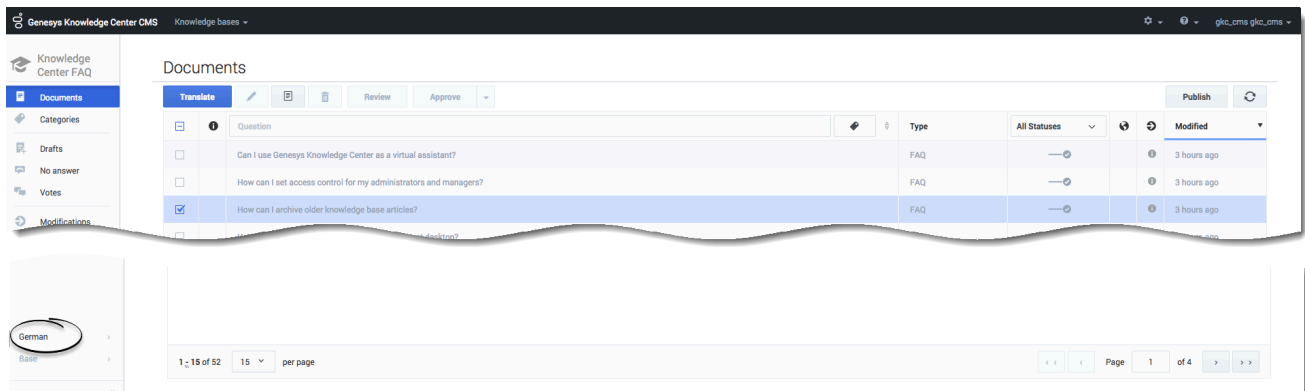 Genesys Knowledge Center CMS Knowledge bases gkc_cms gkc_cms
Knowledge
Center FAQ
Documents
Documents
Translate Review Approve Publish
Categories
Question Type All Statuses Modified
Drafts
Can I use Genesys Knowledge Center as a virtual assistant? FAQ 3 hours ago
No answer
How can I set access control for my administrators and managers? FAQ 3 hours ago
Votes
How can I archive older knowledge base articles? FAQ 3 hours ago
Modifications
desktop?
German
Base
1 - 15 of 52 15 per page Page 1 of 4